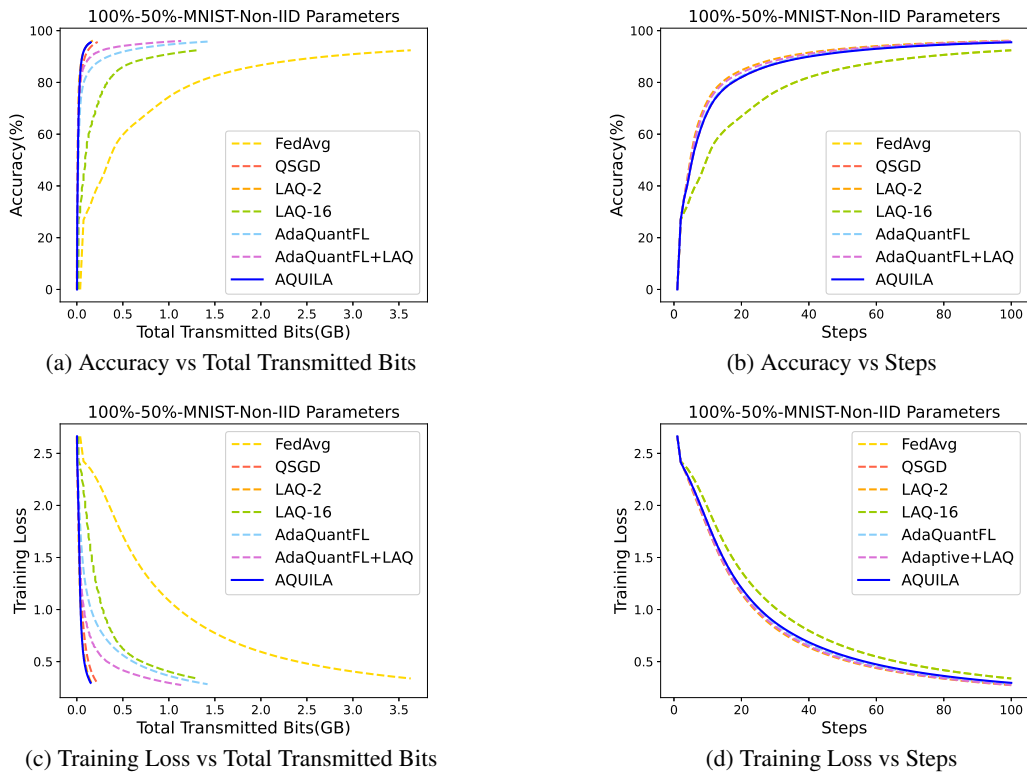 100%-50%-MNIST-Non-IID Parameters
Accuracy(%)
100
80
60
40
20
0
FedAvg
QSGD
LAQ-2
LAQ-16
AdaQuantFL
AdaQuantFL+LAQ
AQUILA
0.0 0.5 1.0 1.5 2.0 2.5 3.0 3.5
Total Transmitted Bits(GB)
(a) Accuracy vs Total Transmitted Bits
100%-50%-MNIST-Non-IID Parameters
Accuracy(%)
100
80
60
40
20
0
FedAvg
QSGD
LAQ-2
LAQ-16
AdaQuantFL
AdaQuantFL+LAQ
AQUILA
0 20 40 60 80 100
Steps
(b) Accuracy vs Steps
100%-50%-MNIST-Non-IID Parameters
Training Loss
2.5
2.0
1.5
1.0
0.5
FedAvg
QSGD
LAQ-2
LAQ-16
AdaQuantFL
AdaQuantFL+LAQ
AQUILA
0.0 0.5 1.0 1.5 2.0 2.5 3.0 3.5
Total Transmitted Bits(GB)
(c) Training Loss vs Total Transmitted Bits
100%-50%-MNIST-Non-IID Parameters
Training Loss
2.5
2.0
1.5
1.0
0.5
FedAvg
QSGD
LAQ-2
LAQ-16
AdaQuantFL
Adaptive+LAQ
AQUILA
0 20 40 60 80 100
Steps
(d) Training Loss vs Steps